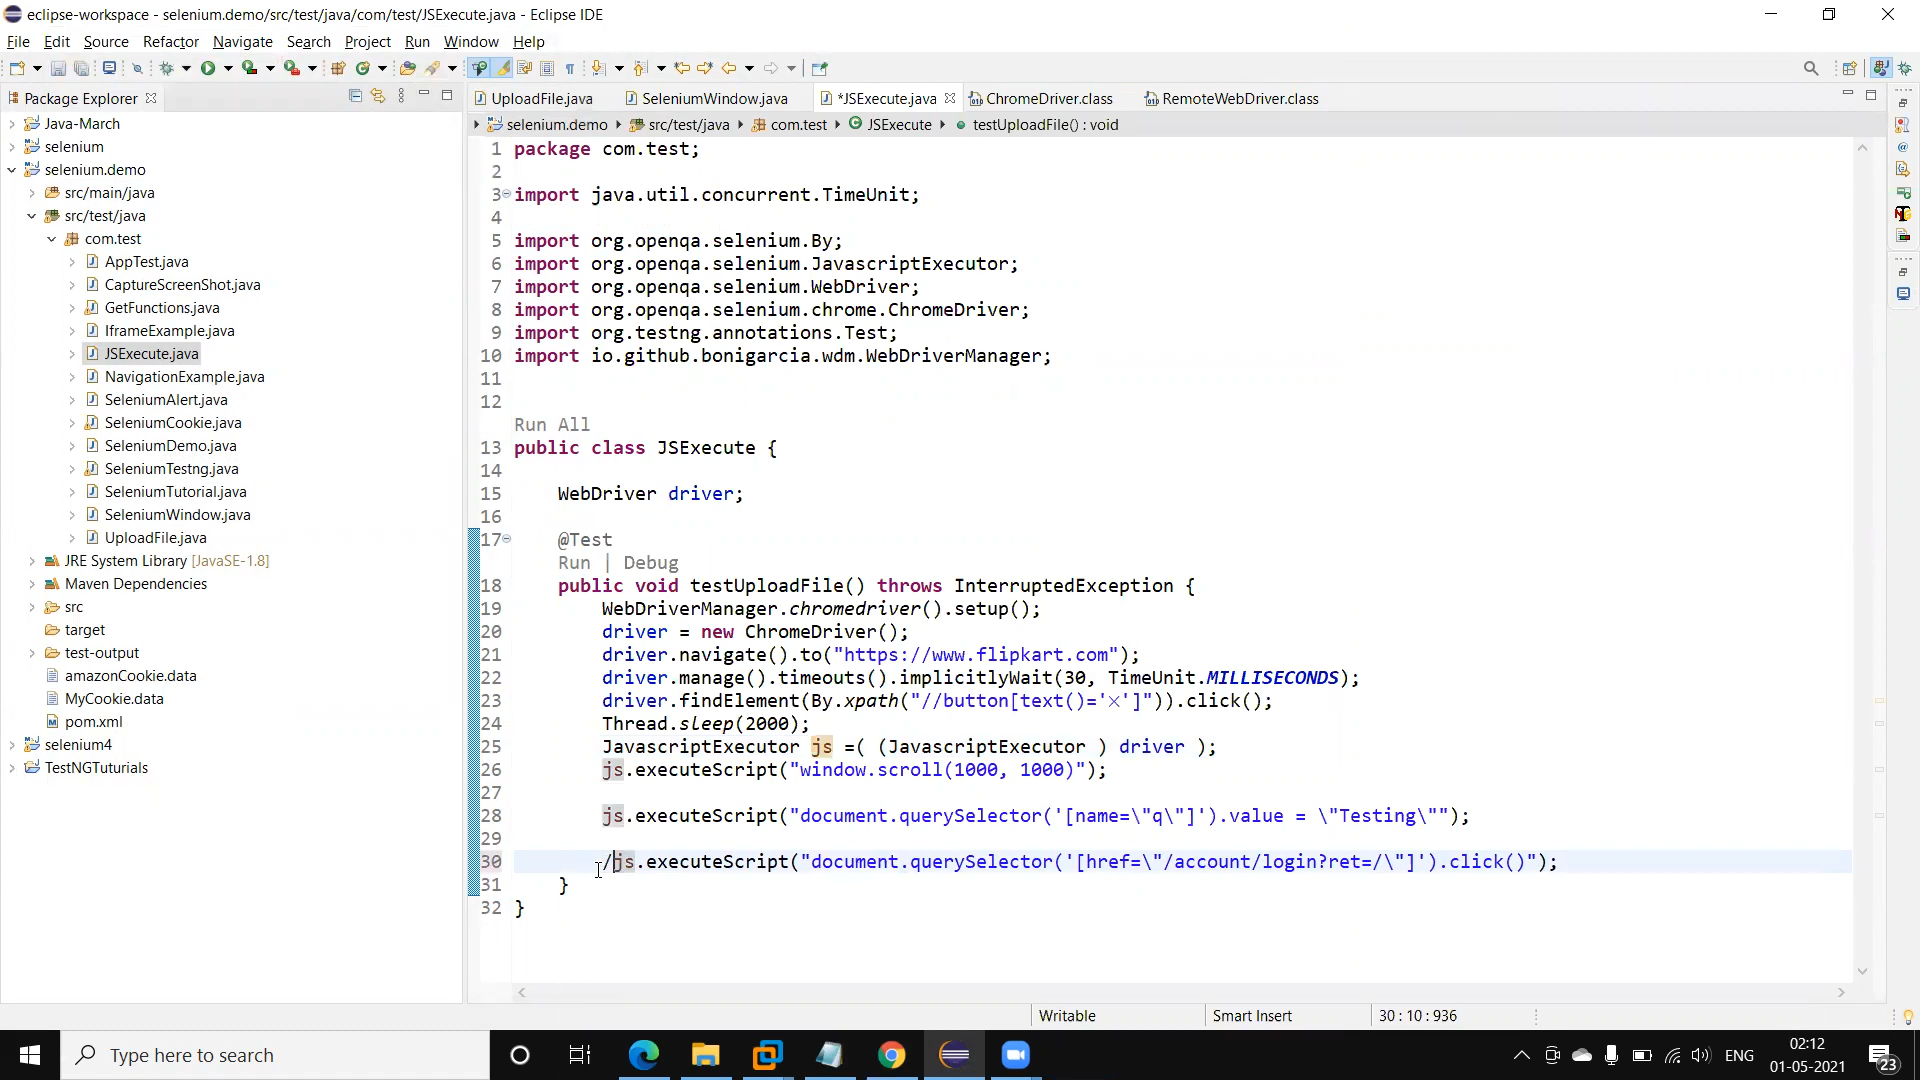 eclipse-workspace - selenium.demo/src/test/java/com/test/JSExecute.java - Eclipse IDE
File Edit Source Refactor Navigate Search Project Run Window Help
Package Explorer
UploadFile.java SeleniumWindow.java *JSExecute.java ChromeDriver.class RemoteWebDriver.class
selenium.demo src/test/java com.test JSExecute testUploadFile() : void
Java-March
selenium
selenium.demo
src/main/java
src/test/java
com.test
AppTest.java
CaptureScreenShot.java
GetFunctions.java
IframeExample.java
JSExecute.java
NavigationExample.java
SeleniumAlert.java
SeleniumCookie.java
SeleniumDemo.java
SeleniumTestng.java
SeleniumTutorial.java
SeleniumWindow.java
UploadFile.java
JRE System Library [JavaSE-1.8]
Maven Dependencies
src
target
test-output
amazonCookie.data
MyCookie.data
pom.xml
selenium4
TestNGTuturials
1 package com.test;
2
3 import java.util.concurrent.TimeUnit;
4
5 import org.openqa.selenium.By;
6 import org.openqa.selenium.JavascriptExecutor;
7 import org.openqa.selenium.WebDriver;
8 import org.openqa.selenium.chrome.ChromeDriver;
9 import org.testng.annotations.Test;
10 import io.github.bonigarcia.wdm.WebDriverManager;
11
12
Run All
13 public class JSExecute {
14
15 WebDriver driver;
16
17 @Test
Run | Debug
18 public void testUploadFile() throws InterruptedException {
19 WebDriverManager.chromedriver().setup();
20 driver = new ChromeDriver();
21 driver.navigate().to("https://www.flipkart.com");
22 driver.manage().timeouts().implicitlyWait(30, TimeUnit.MILLISECONDS);
23 driver.findElement(By.xpath("//button[text()='✕']")).click();
24 Thread.sleep(2000);
25 JavascriptExecutor js =( (JavascriptExecutor ) driver );
26 js.executeScript("window.scroll(1000, 1000)");
27
28 js.executeScript("document.querySelector('[name=\"q\"]').value = \"Testing\"");
29
30 /js.executeScript("document.querySelector('[href=\"/account/login?ret=/\"]').click()");
31 }
32 }
Writable Smart Insert 30 : 10 : 936
Type here to search
ENG
02:12
01-05-2021
23